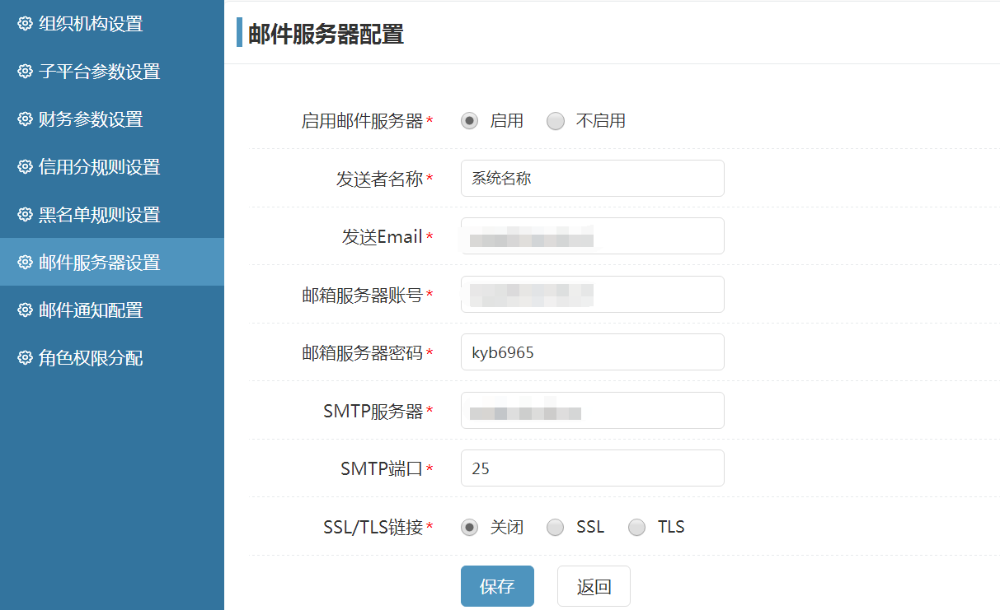 组织机构设置
子平台参数设置
财务参数设置
信用分规则设置
黑名单规则设置
邮件服务器设置
邮件通知配置
角色权限分配
邮件服务器配置
启用邮件服务器* 启用 不启用
发送者名称* 系统名称
发送Email*
邮箱服务器账号*
邮箱服务器密码* kyb6965
SMTP服务器*
SMTP端口* 25
SSL/TLS链接* 关闭 SSL TLS
保存 返回